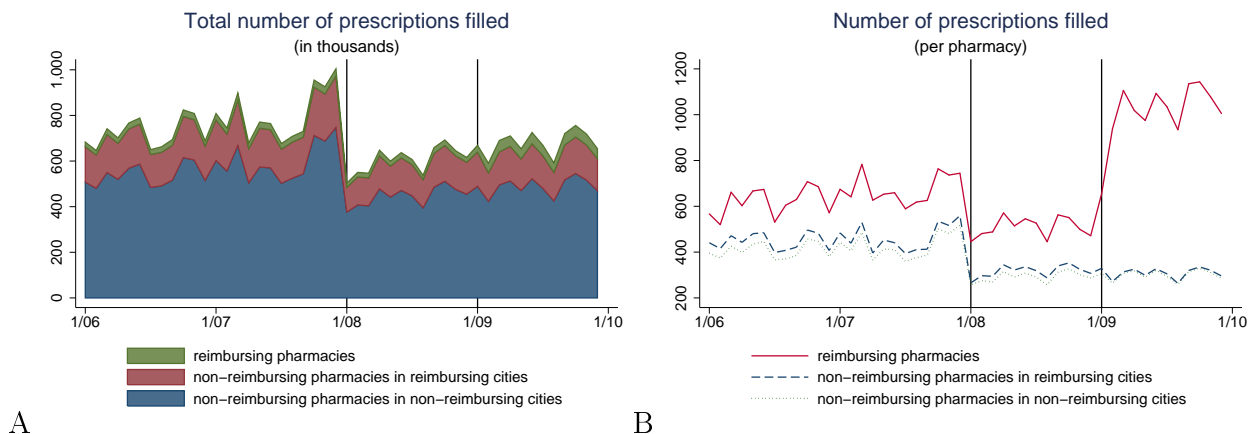 Total number of prescriptions filled
(in thousands)
1,000
800
600
400
200
0
1/06 1/07 1/08 1/09 1/10
reimbursing pharmacies
non−reimbursing pharmacies in reimbursing cities
non−reimbursing pharmacies in non−reimbursing cities
A
Number of prescriptions filled
(per pharmacy)
1200
1000
800
600
400
200
1/06 1/07 1/08 1/09 1/10
reimbursing pharmacies
non−reimbursing pharmacies in reimbursing cities
non−reimbursing pharmacies in non−reimbursing cities
B